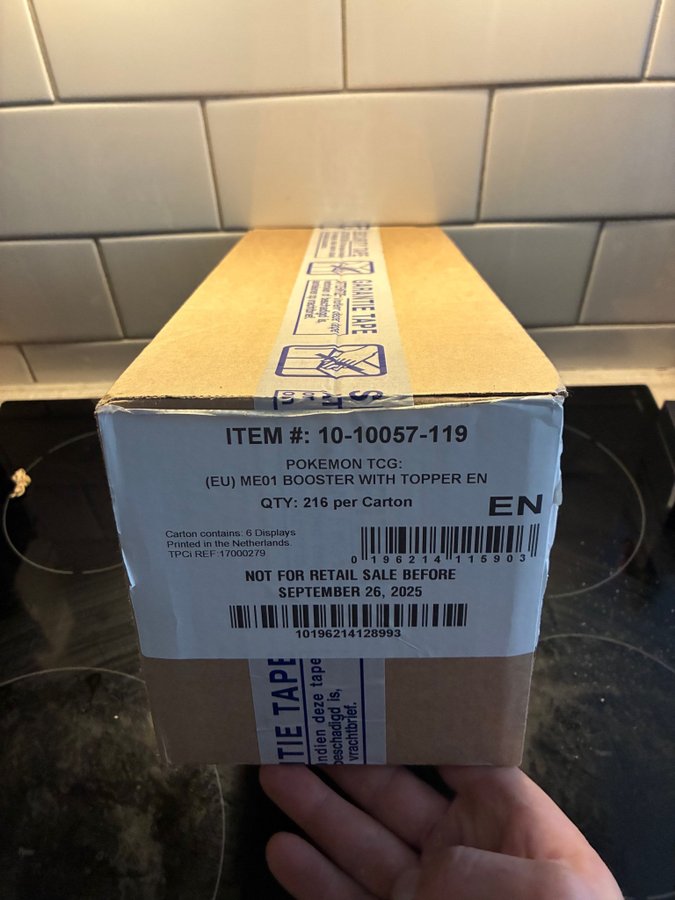 GARANTIE TAPE
ITEM #: 10-10057-119
POKEMON TCG:
(EU) ME01 BOOSTER WITH TOPPER EN
QTY: 216 per Carton
EN
Carton contains: 6 Displays
Printed in the Netherlands.
TPCi REF:17000279
0 196214 115903
NOT FOR RETAIL SALE BEFORE
SEPTEMBER 26, 2025
10196214128993
TIE TAPE
ndien deze tape
beschadigd is,
vrachtbrief.